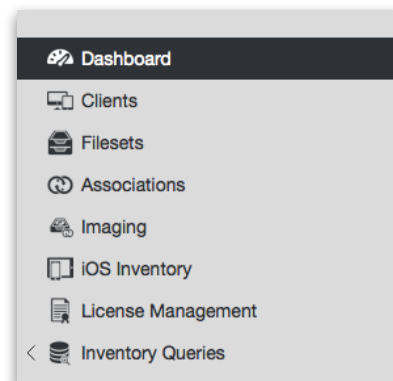 Dashboard
Clients
Filesets
Associations
Imaging
iOS Inventory
License Management
Inventory Queries